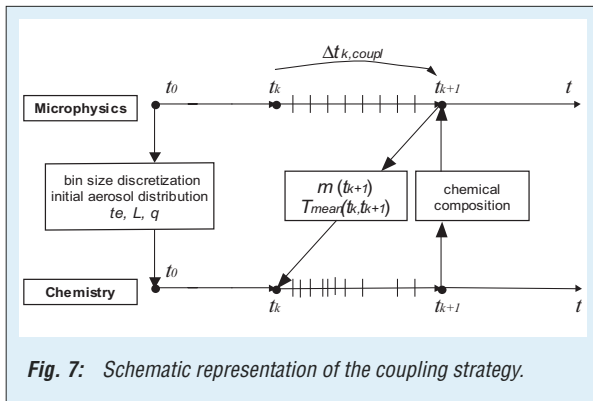 Δt k,coupl
t0 tk tk+1 t
Microphysics
bin size discretization
initial aerosol distribution
te, L, q
m (tk+1)
Tmean(tk,tk+1)
chemical
composition
t0
Chemistry
tk tk+1 t
Fig. 7: Schematic representation of the coupling strategy.